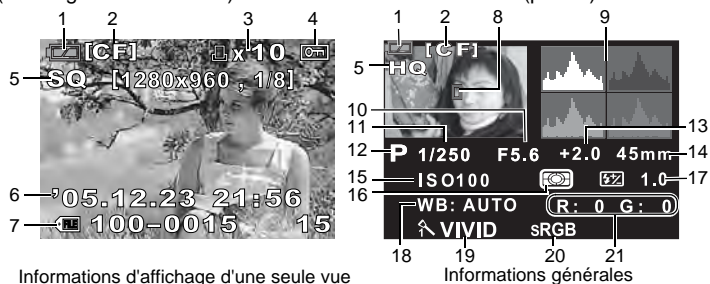 1 2 3 4
[CF] x10
5 SQ [1280x960 , 1/8]
6 '05.12.23 21:56
7 FILE 100-0015 15
Informations d'affichage d'une seule vue
1 2 8 9
[CF]
5 HQ
10
11 13
12 P 1/250 F5.6 +2.0 45mm 14
15 ISO100 1.0 17
16
WB: AUTO R: 0 G: 0
VIVID sRGB
18 19 20 21
Informations générales